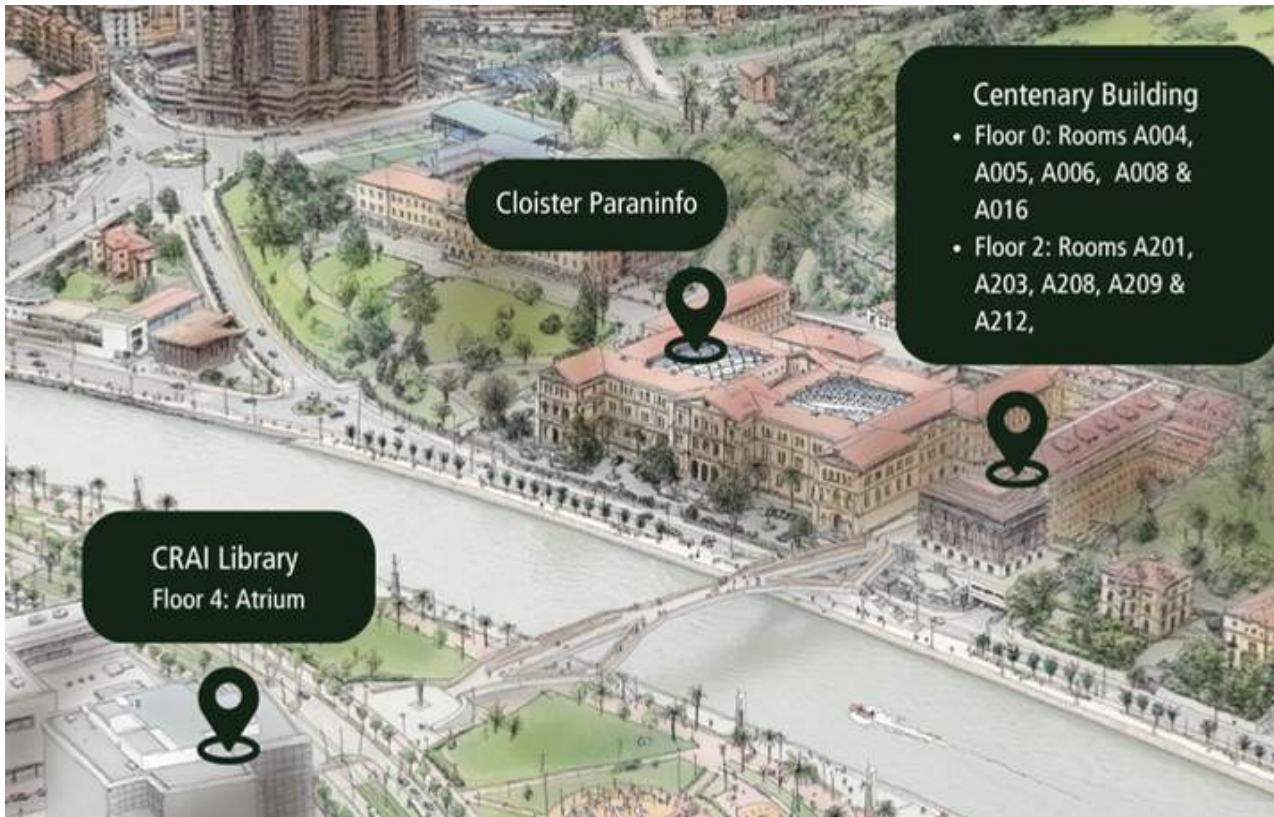 Cloister Paraninfo
Centenary Building
• Floor 0: Rooms A004,
A005, A006, A008 &
A016
• Floor 2: Rooms A201,
A203, A208, A209 &
A212,
CRAI Library
Floor 4: Atrium